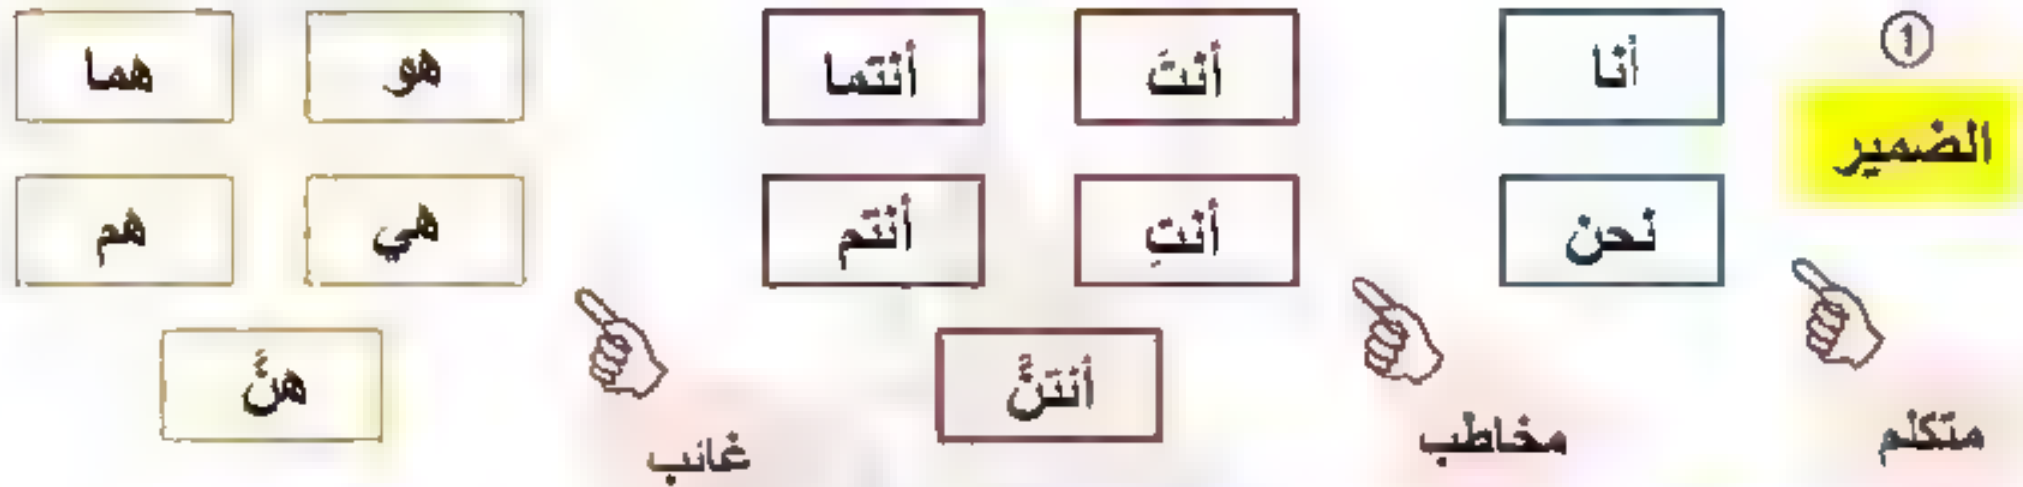 ①
الضمير
متكلم
أنا
نحن
مخاطب
أنتَ
أنتما
أنتِ
أنتم
أنتنَّ
غائب
هو
هما
هي
هم
هنَّ